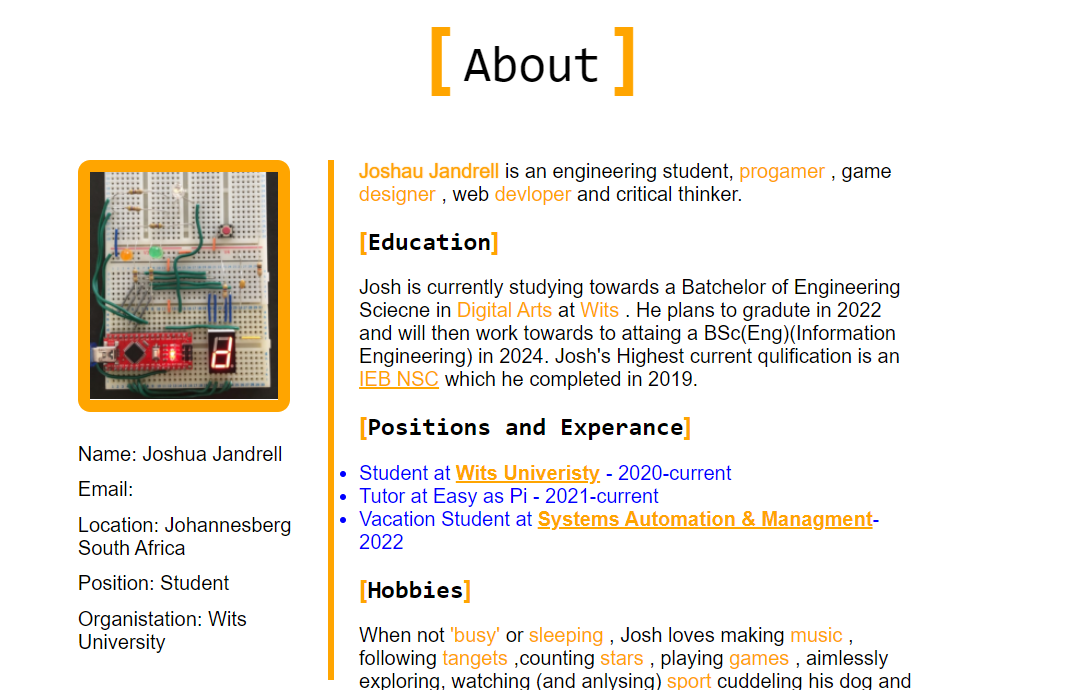 [ About ]
Joshau Jandrell is an engineering student, progamer , game
designer , web devloper and critical thinker.
[Education]
Josh is currently studying towards a Batchelor of Engineering
Sciecne in Digital Arts at Wits . He plans to gradute in 2022
and will then work towards to attaing a BSc(Eng)(Information
Engineering) in 2024. Josh's Highest current qulification is an
IEB NSC which he completed in 2019.
[Positions and Experance]
• Student at Wits Univeristy - 2020-current
• Tutor at Easy as Pi - 2021-current
• Vacation Student at Systems Automation & Managment-
2022
[Hobbies]
When not 'busy' or sleeping , Josh loves making music ,
following tangets ,counting stars , playing games , aimlessly
exploring, watching (and anlysing) sport cuddeling his dog and
d
Name: Joshua Jandrell
Email:
Location: Johannesberg
South Africa
Position: Student
Organistation: Wits
University